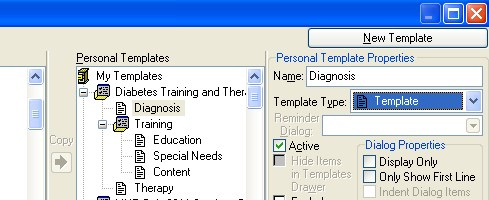 New Template
Personal Templates
Personal Template Properties
My Templates
Name: Diagnosis
Diabetes Training and Thera
Template Type: Template
Diagnosis
Reminder
Dialog:
Training
Copy
Education
Special Needs
Content
Therapy
Active
Hide Items
in Templates
Drawer
Dialog Properties
Display Only
Only Show First Line
Indent Dialog Items